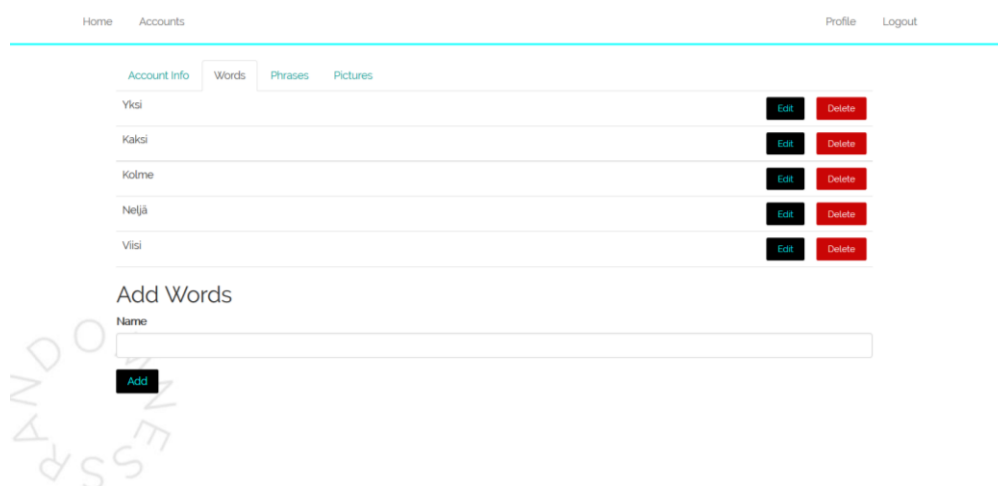 Home Accounts Profile Logout
Account Info Words Phrases Pictures
Yksi Edit Delete
Kaksi Edit Delete
Kolme Edit Delete
Neljä Edit Delete
Viisi Edit Delete
Add Words
Name
Add
RANDOMNESS